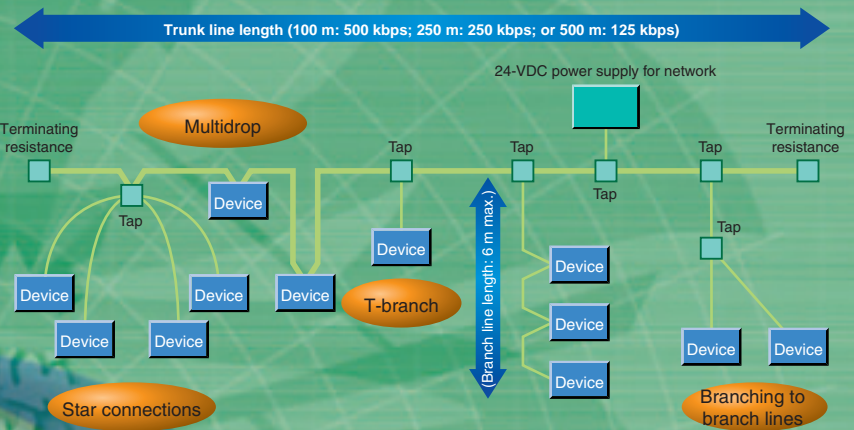 Trunk line length (100 m: 500 kbps; 250 m: 250 kbps; or 500 m: 125 kbps)
24-VDC power supply for network
Multidrop
Terminating
resistance
Tap
Tap
Tap
Terminating
resistance
Tap
Device
Tap
Tap
Device
(Branch line length: 6 m max.)
Device
Device
Device
Device
T-branch
Device
Device
Device
Device
Device
Device
Device
Star connections
Branching to
branch lines